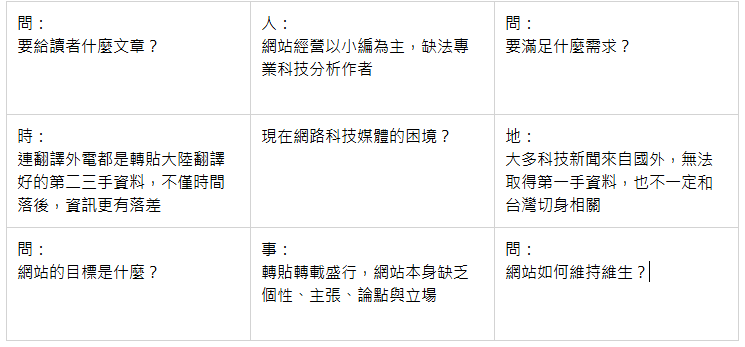 問：
要給讀者什麼文章？
人：
網站經營以小編為主，缺法專
業科技分析作者
問：
要滿足什麼需求？
時：
連翻譯外電都是轉貼大陸翻譯
好的第二三手資料，不僅時間
落後，資訊更有落差
現在網路科技媒體的困境？
地：
大多科技新聞來自國外，無法
取得第一手資料，也不一定和
台灣切身相關
問：
網站的目標是什麼？
事：
轉貼轉載盛行，網站本身缺乏
個性、主張、論點與立場
問：
網站如何維持維生？